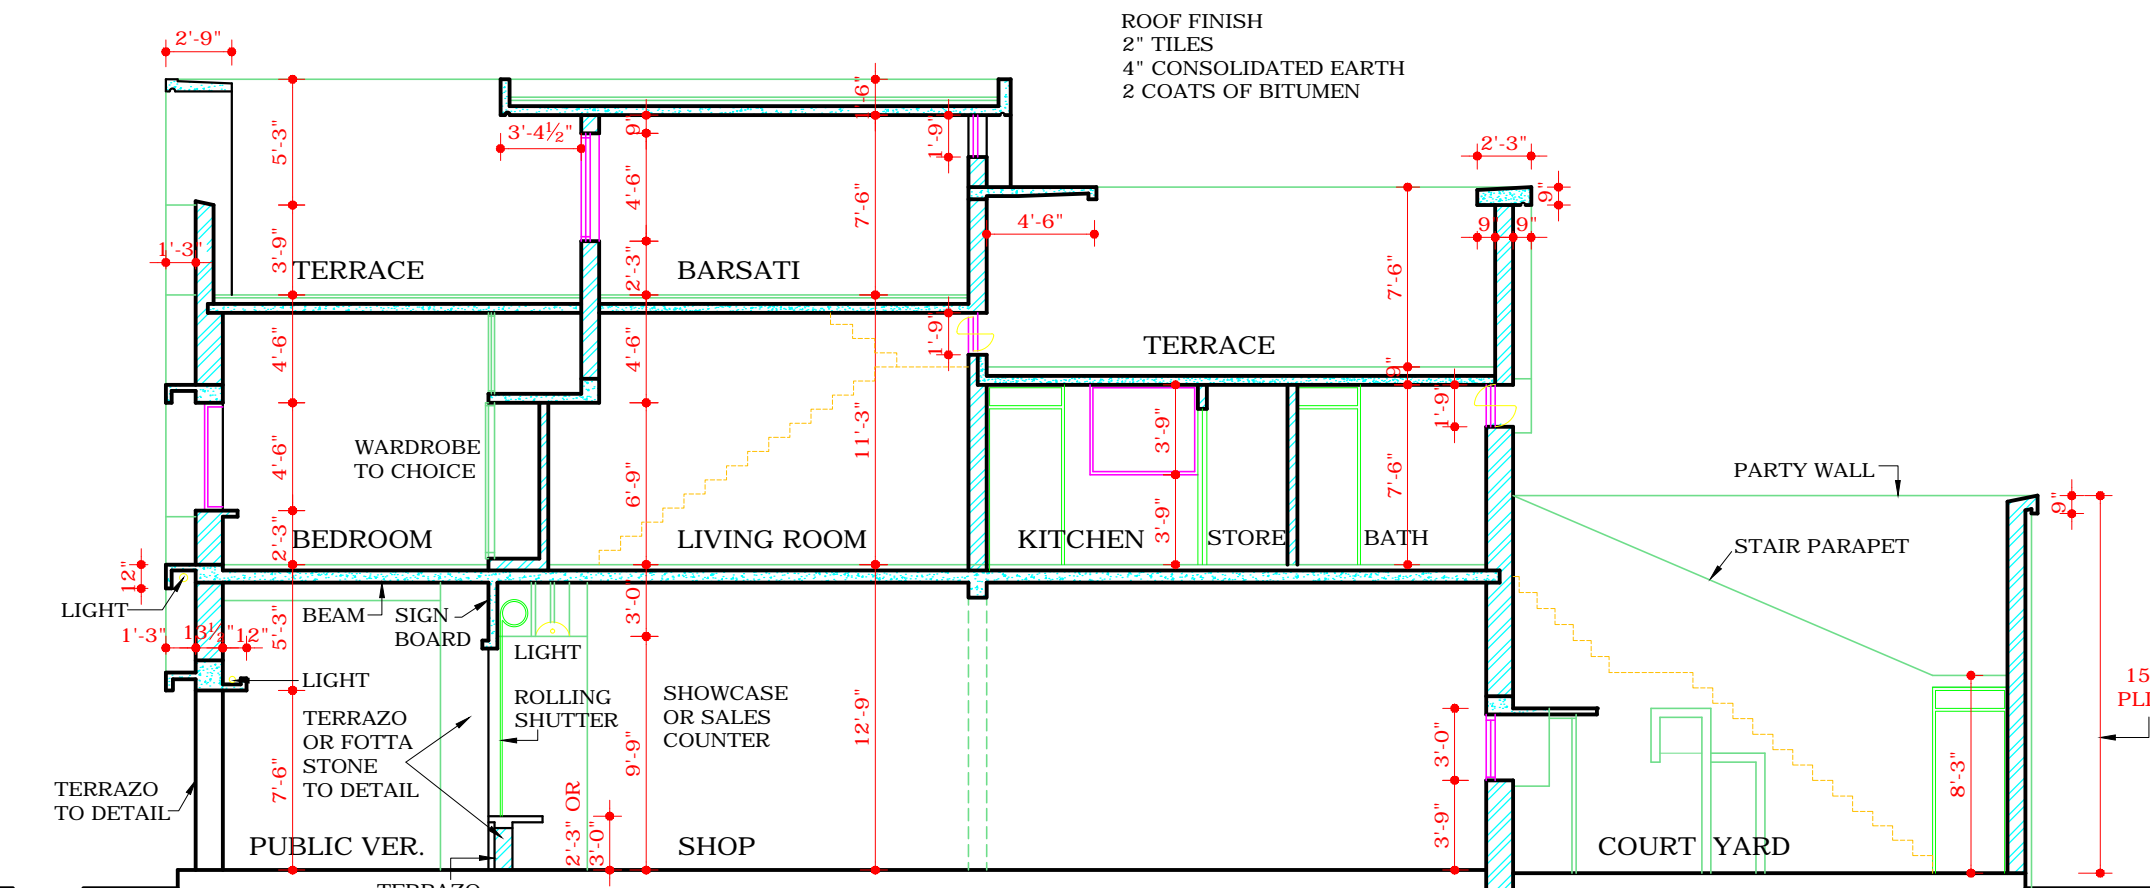 ROOF FINISH
2" TILES
4" CONSOLIDATED EARTH
2 COATS OF BITUMEN
2'-9"
5'-3"
3'-4½"
9"
4'-6"
2'-3"
7'-6"
1'-9"
2'-3"
9"
9"
9"
1'-3"
3'-9"
4'-6"
7'-6"
TERRACE
BARSATI
TERRACE
4'-6"
4'-6"
1'-9"
9"
1'-9"
4'-6"
WARDROBE
TO CHOICE
6'-9"
11'-3"
3'-9"
7'-6"
PARTY WALL
9"
2'-3"
BEDROOM
LIVING ROOM
KITCHEN
3'-9"
STORE
BATH
STAIR PARAPET
12"
LIGHT
BEAM
SIGN
BOARD
3'-0"
1'-3"
13½"
12"
5'-3"
LIGHT
LIGHT
ROLLING
SHUTTER
SHOWCASE
OR SALES
COUNTER
TERRAZO
OR FOTTA
STONE
TO DETAIL
TERRAZO
TO DETAIL
7'-6"
9'-9"
12'-9"
3'-0"
8'-3"
15
2'-3" OR
3'-0"
3'-9"
PUBLIC VER.
SHOP
COURT YARD
TERRAZO